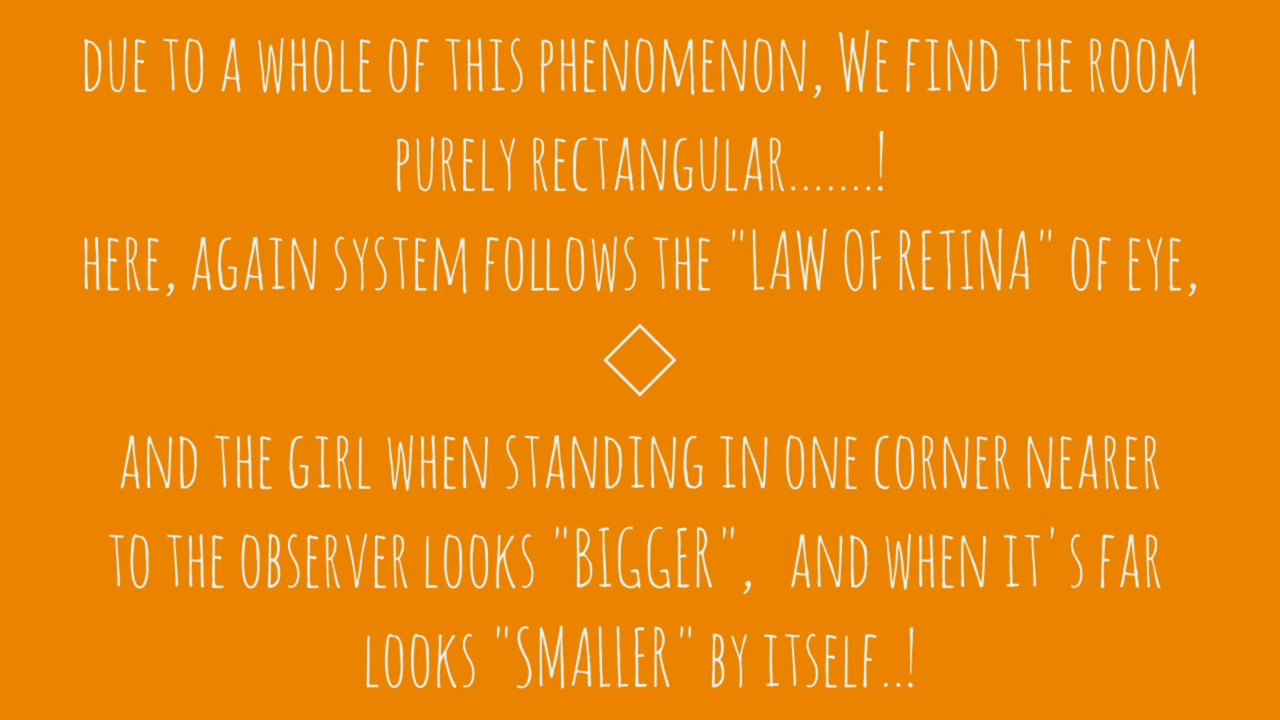 DUE TO A WHOLE OF THIS PHENOMENON, WE FIND THE ROOM
PURELY RECTANGULAR.......!
HERE, AGAIN SYSTEM FOLLOWS THE "LAW OF RETINA" OF EYE,
AND THE GIRL WHEN STANDING IN ONE CORNER NEARER
TO THE OBSERVER LOOKS "BIGGER", AND WHEN IT'S FAR
LOOKS "SMALLER" BY ITSELF..!